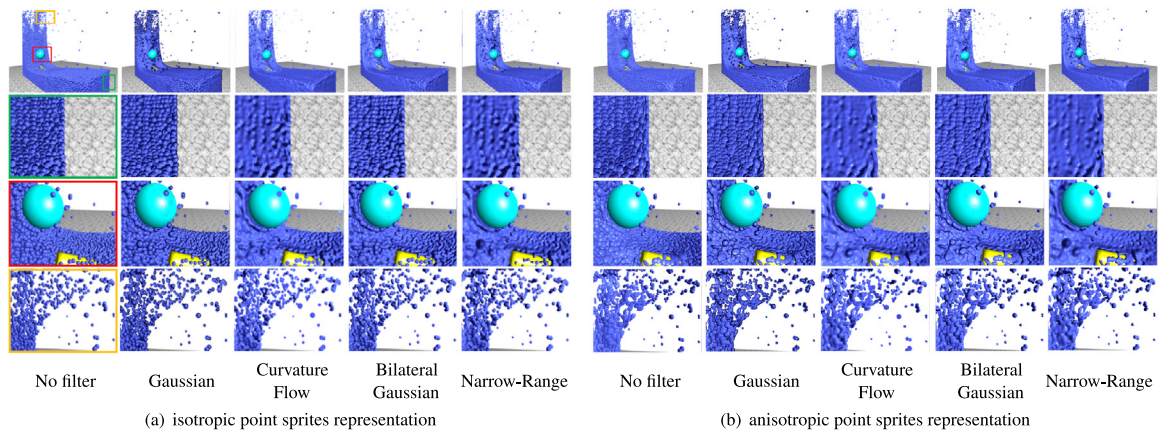 No filter Gaussian Curvature Flow Bilateral Gaussian Narrow-Range No filter Gaussian Curvature Flow Bilateral Gaussian Narrow-Range
(a) isotropic point sprites representation (b) anisotropic point sprites representation